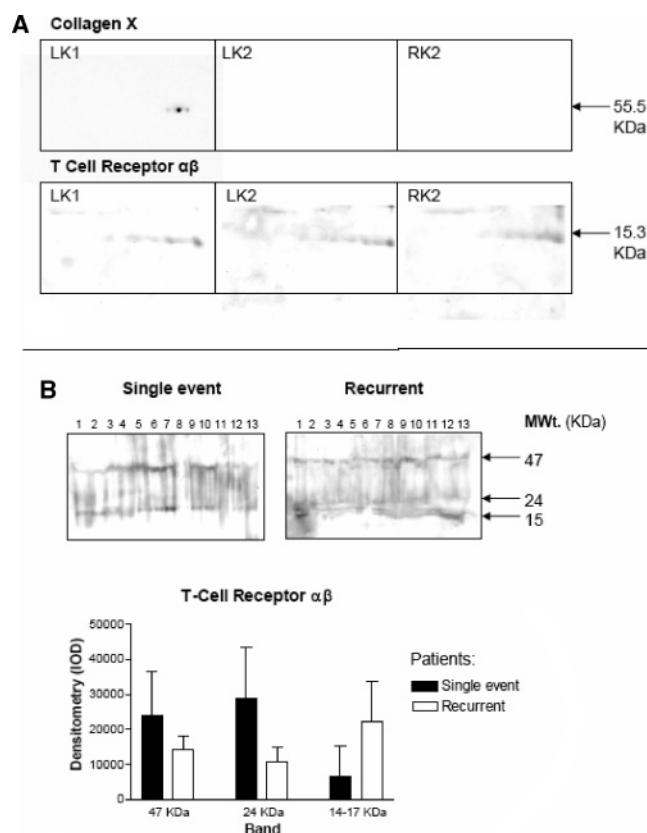 A
Collagen X
LK1 LK2 RK2
55.5
KDa
T Cell Receptor αβ
LK1 LK2 RK2
15.3
KDa
B
Single event Recurrent
1 2 3 4 5 6 7 8 9 10 11 12 13 1 2 3 4 5 6 7 8 9 10 11 12 13 MWt. (KDa)
47
24
15
T-Cell Receptor αβ
50000
40000
30000
20000
10000
0
Densitometry (IOD)
Patients:
Single event
Recurrent
47 KDa 24 KDa 14-17 KDa
Band